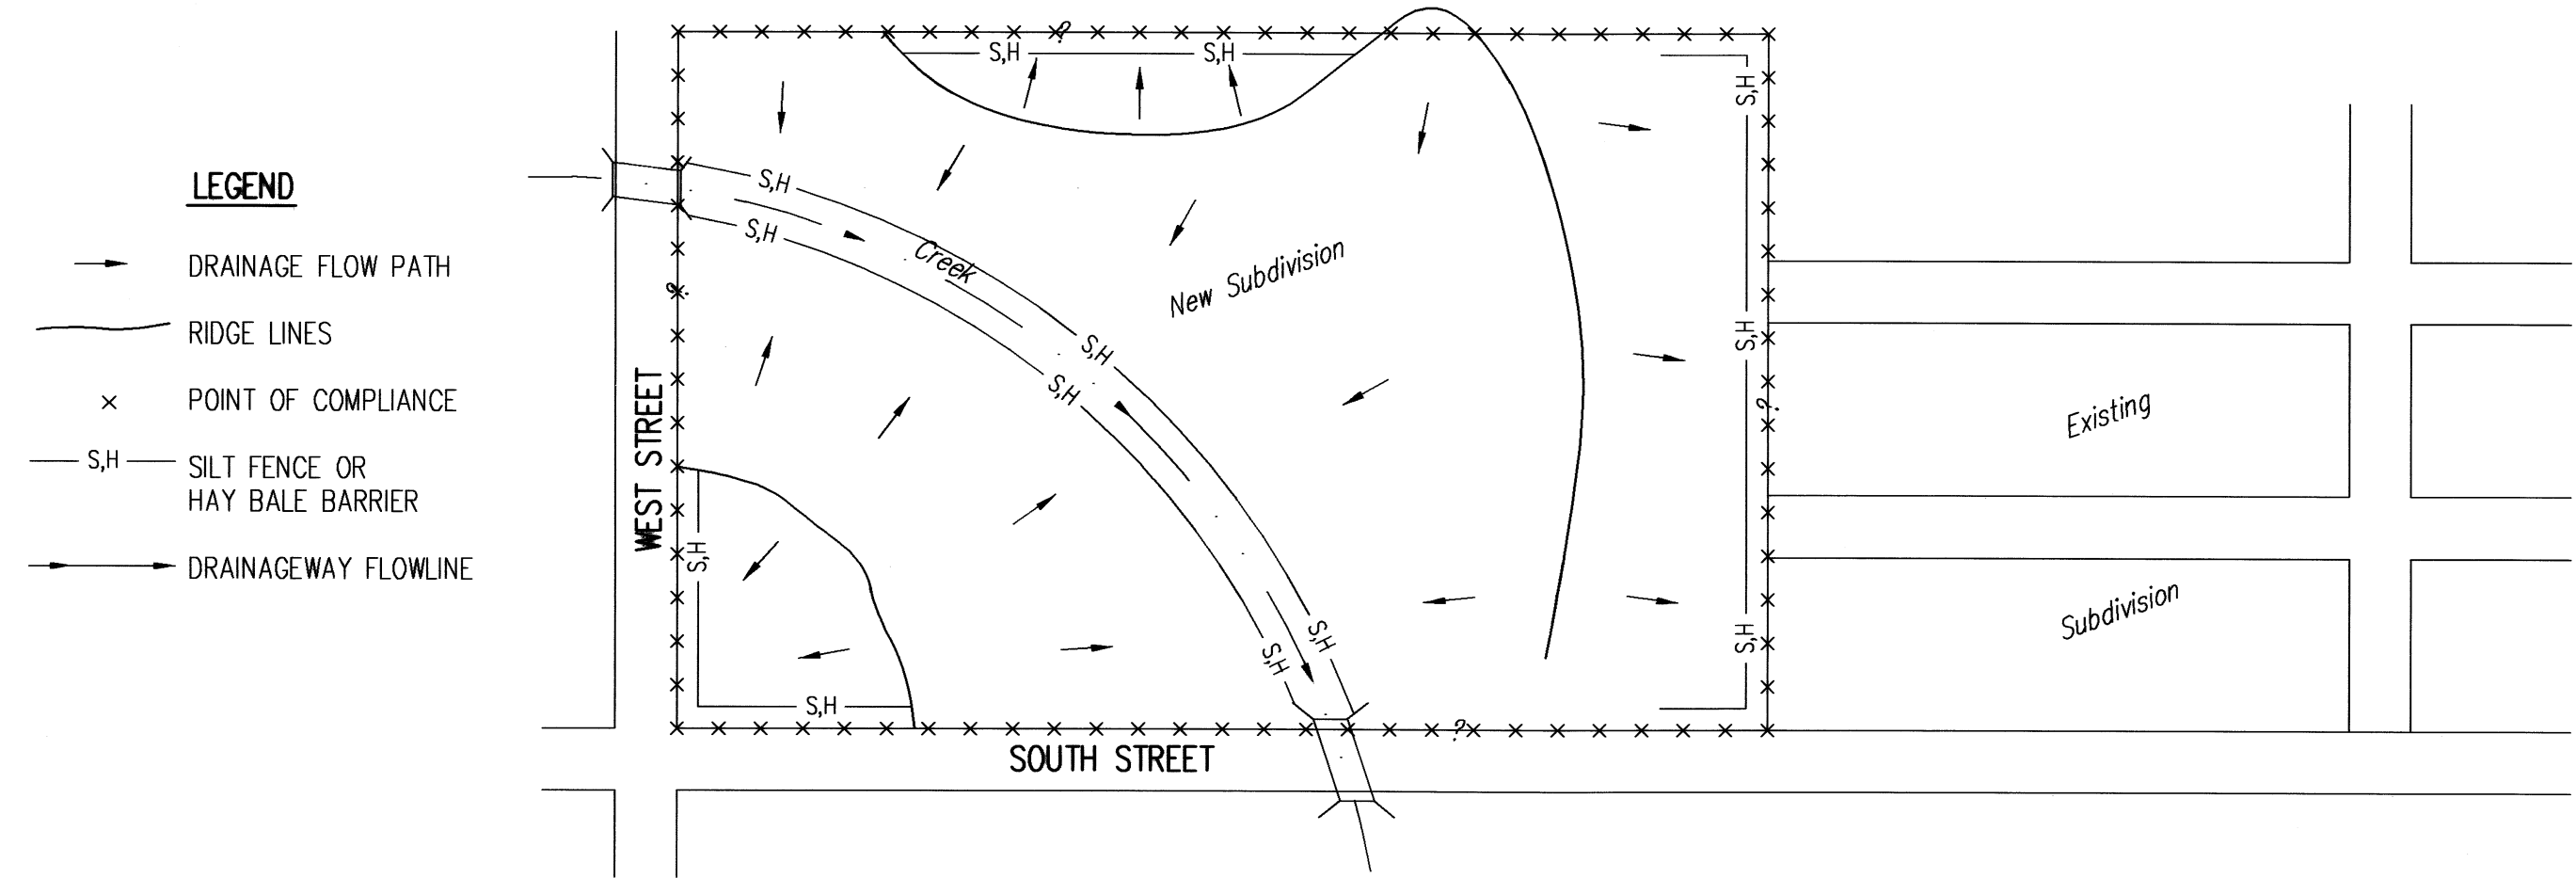 LEGEND
DRAINAGE FLOW PATH
RIDGE LINES
POINT OF COMPLIANCE
S,H
SILT FENCE OR
HAY BALE BARRIER
DRAINAGEWAY FLOWLINE
?
S,H
S,H
S,H
S,H
S,H
Creek
New Subdivision
?
S,H
S,H
S,H
?
WEST STREET
Existing
S,H
Subdivision
S,H
S,H
S,H
S,H
?
SOUTH STREET